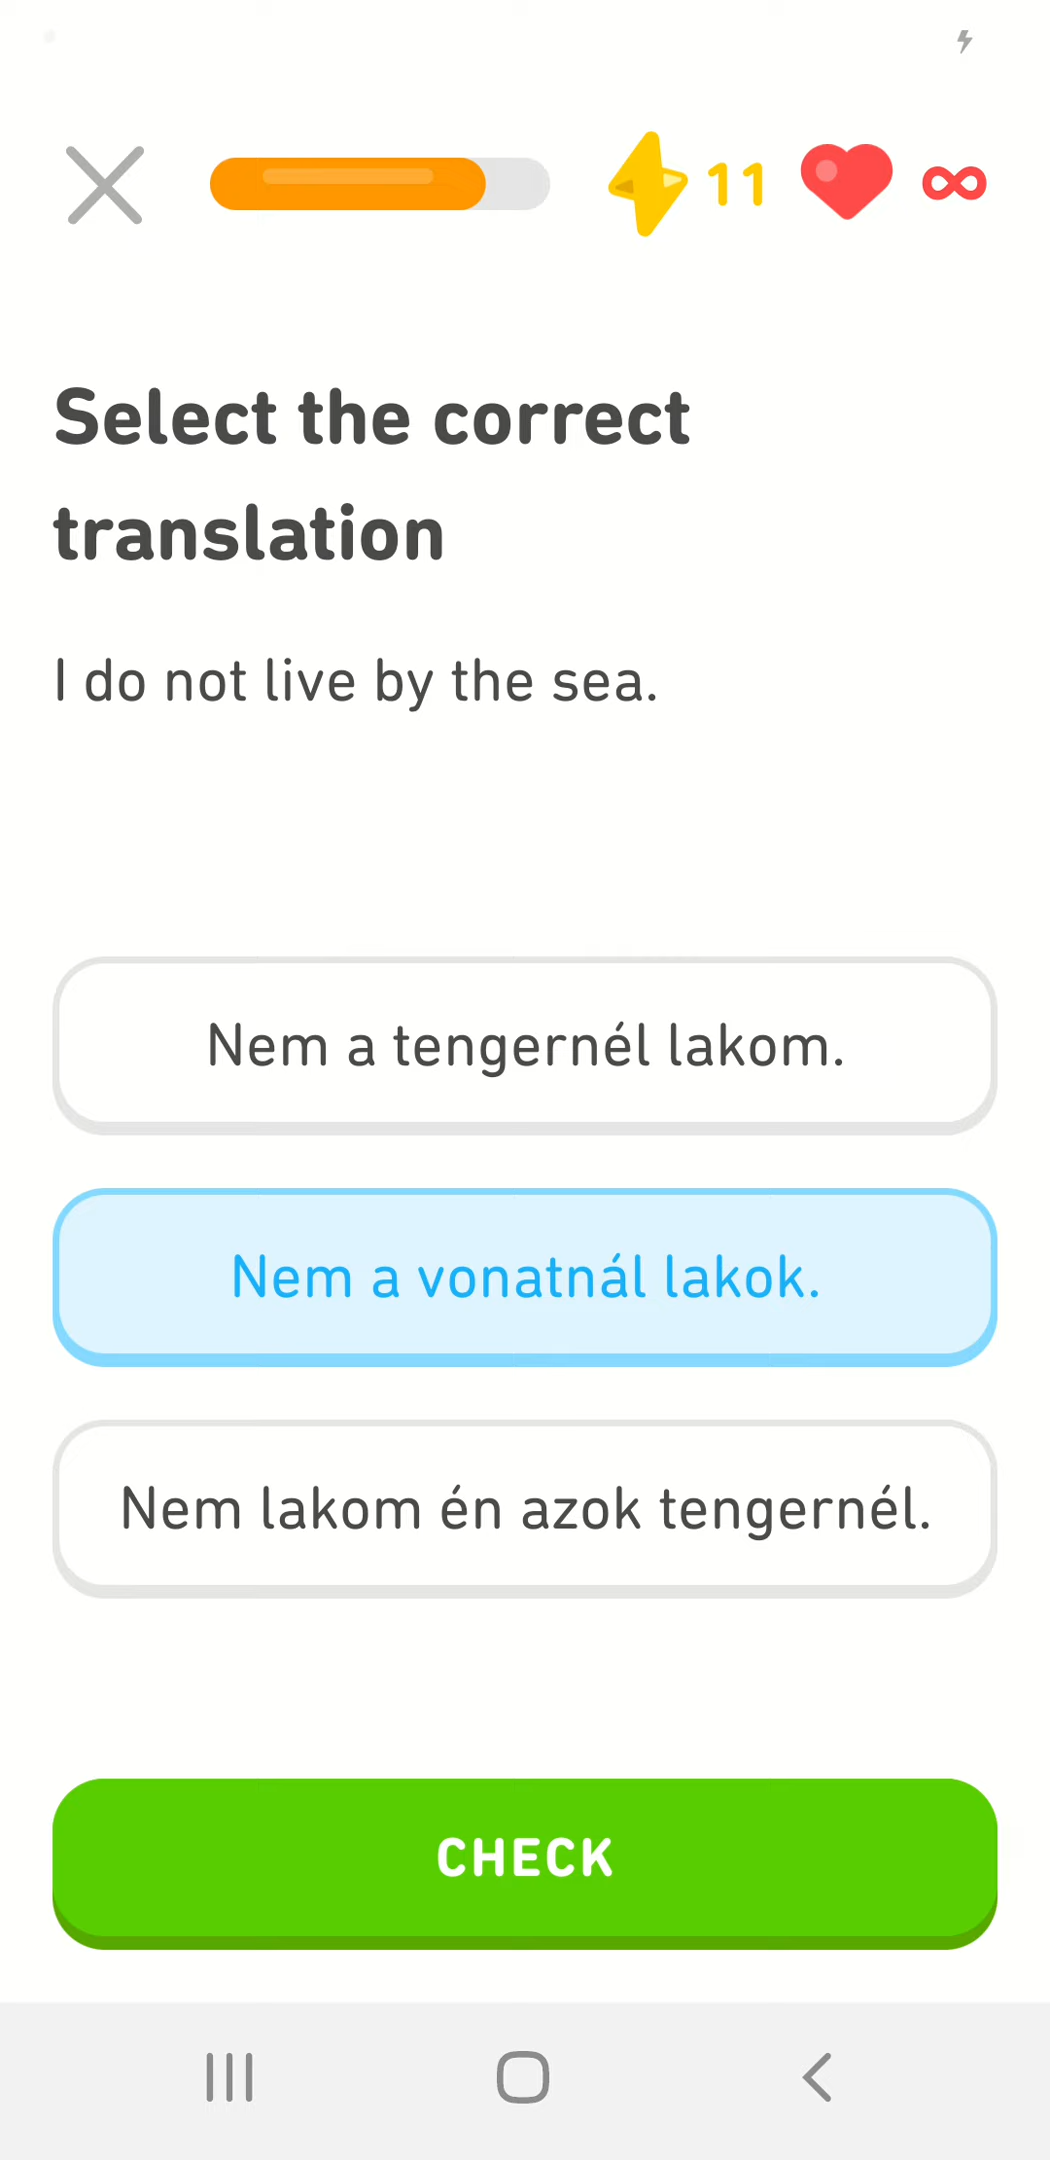 11
Select the correct
translation
I do not live by the sea.
Nem a tengernél lakom.
Nem a vonatnál lakok.
Nem lakom én azok tengernél.
CHECK